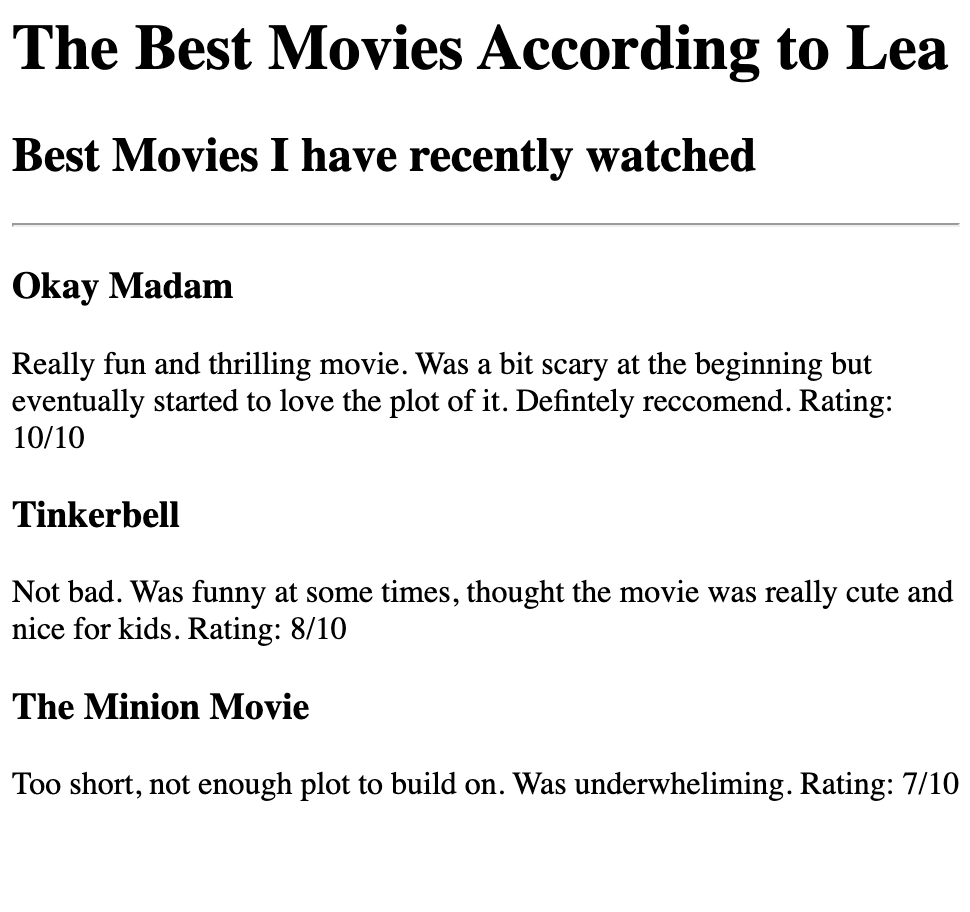 The Best Movies According to Lea
Best Movies I have recently watched
Okay Madam
Really fun and thrilling movie. Was a bit scary at the beginning but
eventually started to love the plot of it. Defintely reccomend. Rating:
10/10
Tinkerbell
Not bad. Was funny at some times, thought the movie was really cute and
nice for kids. Rating: 8/10
The Minion Movie
Too short, not enough plot to build on. Was underwheliming. Rating: 7/10